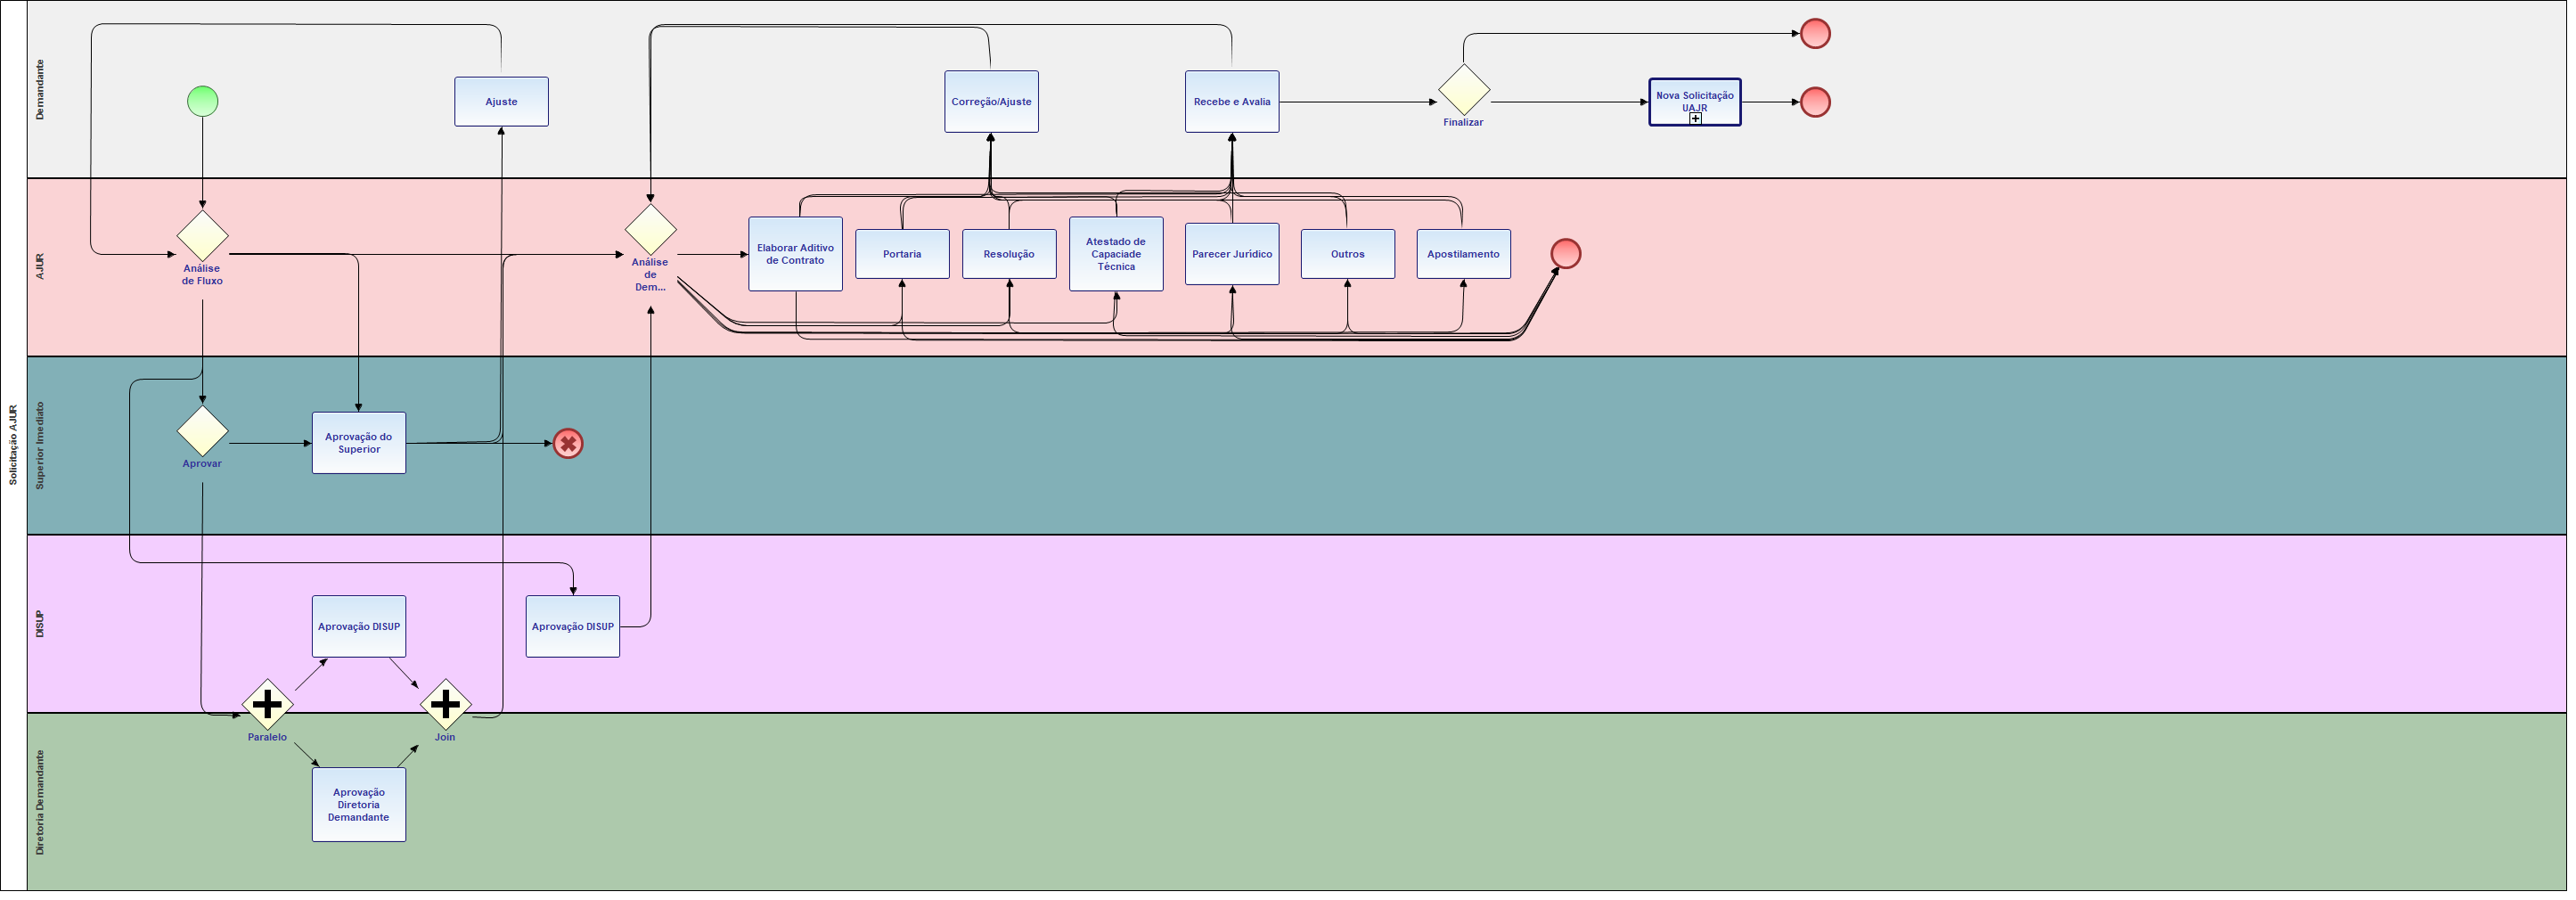 Solicitação AJUR
Demandante
Ajuste
Correção/Ajuste
Recebe e Avalia
Finalizar
Nova Solicitação
UAJR
AJUR
Análise
de Fluxo
Análise
de
Dem...
Elaborar Aditivo
de Contrato
Portaria
Resolução
Atestado de
Capaciade
Técnica
Parecer Jurídico
Outros
Apostilamento
Superior Imediato
Aprovar
Aprovação do
Superior
DISUP
Aprovação DISUP
Aprovação DISUP
Paralelo
Join
Diretoria Demandante
Aprovação
Diretoria
Demandante